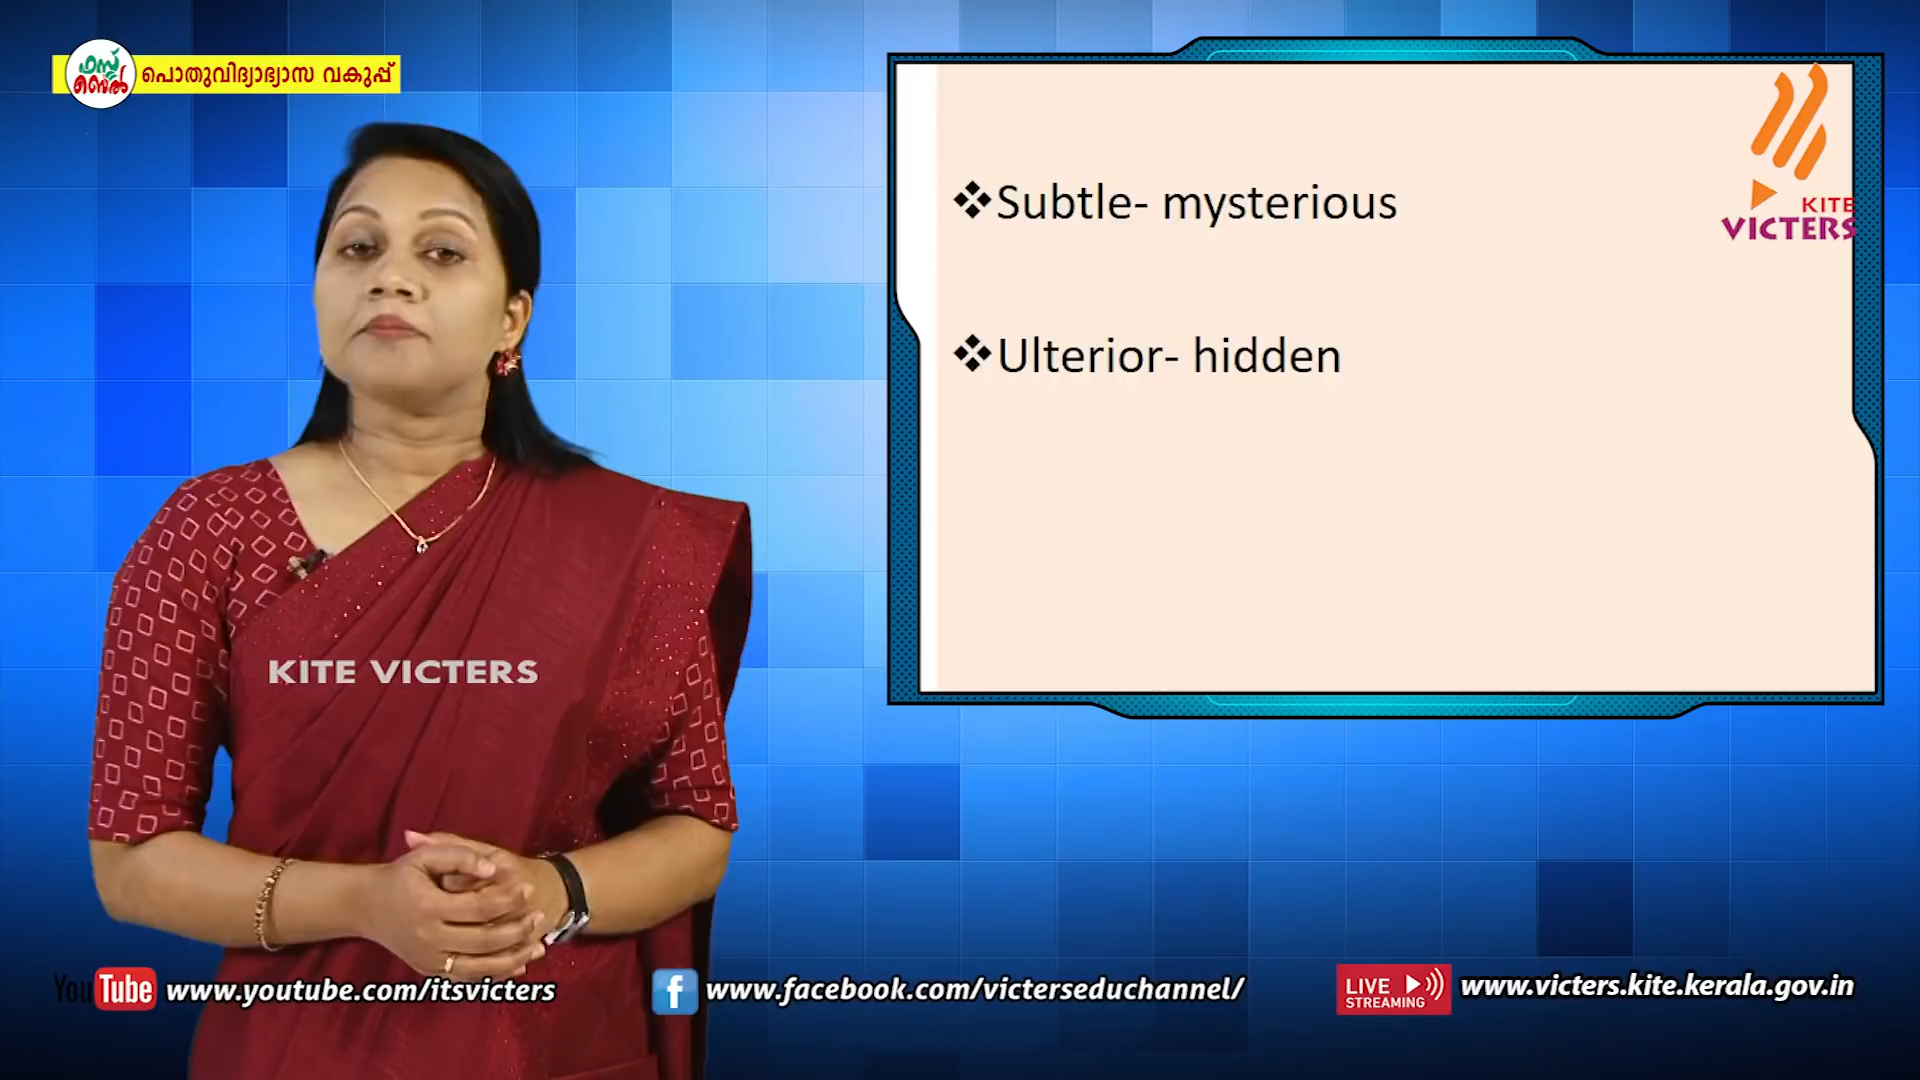 ഫസ്റ്റ്
ബെൽ
പൊതുവിദ്യാഭ്യാസ വകുപ്പ്
❖Subtle- mysterious
❖Ulterior- hidden
KITE
VICTERS
KITE VICTERS
YouTube www.youtube.com/itsvicters
f www.facebook.com/victerseduchannel/
LIVE
STREAMING
www.victers.kite.kerala.gov.in